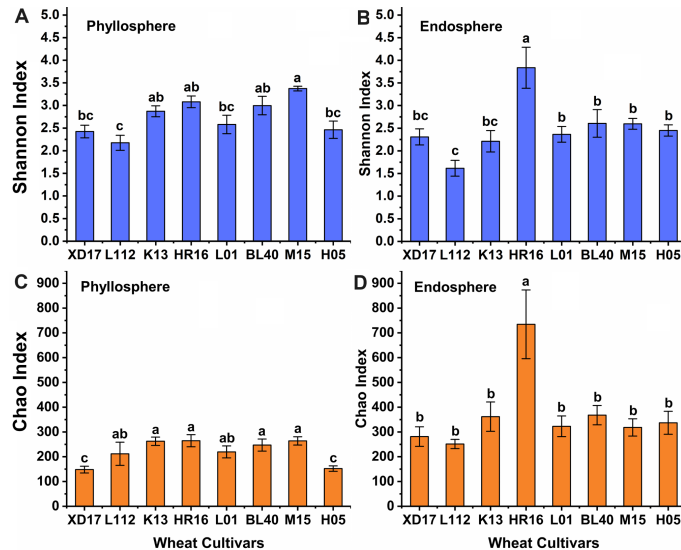 A
Phyllosphere
Shannon Index
5.0
4.5
4.0
3.5
3.0
2.5
2.0
1.5
1.0
0.5
0.0
bc c ab ab bc ab a bc
XD17 L112 K13 HR16 L01 BL40 M15 H05
B
Endosphere
Shannon Index
5.0
4.5
4.0
3.5
3.0
2.5
2.0
1.5
1.0
0.5
0.0
bc c bc a b b b b
XD17 L112 K13 HR16 L01 BL40 M15 H05
C
Phyllosphere
Chao Index
900
800
700
600
500
400
300
200
100
0
c ab a a ab a a c
XD17 L112 K13 HR16 L01 BL40 M15 H05
Wheat Cultivars
D
Endosphere
Chao Index
900
800
700
600
500
400
300
200
100
0
b b b a b b b b
XD17 L112 K13 HR16 L01 BL40 M15 H05
Wheat Cultivars